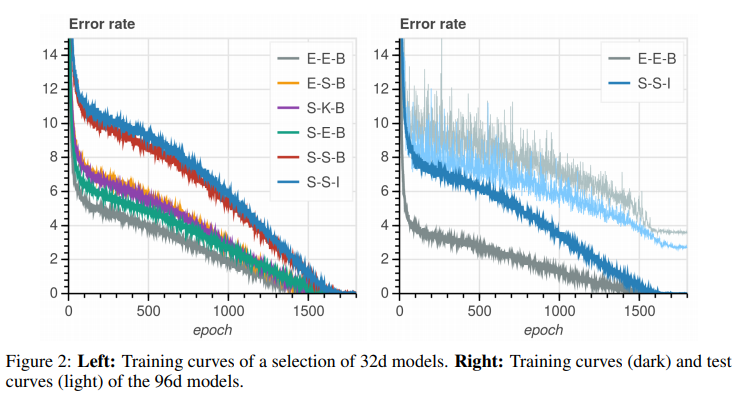 Error rate
14
12
10
8
6
4
2
0
0
500
1000
1500
epoch
E-E-B
E-S-B
S-K-B
S-E-B
S-S-B
S-S-I
Error rate
14
12
10
8
6
4
2
0
0
500
1000
1500
epoch
E-E-B
S-S-I
Figure 2: Left: Training curves of a selection of 32d models. Right: Training curves (dark) and test
curves (light) of the 96d models.